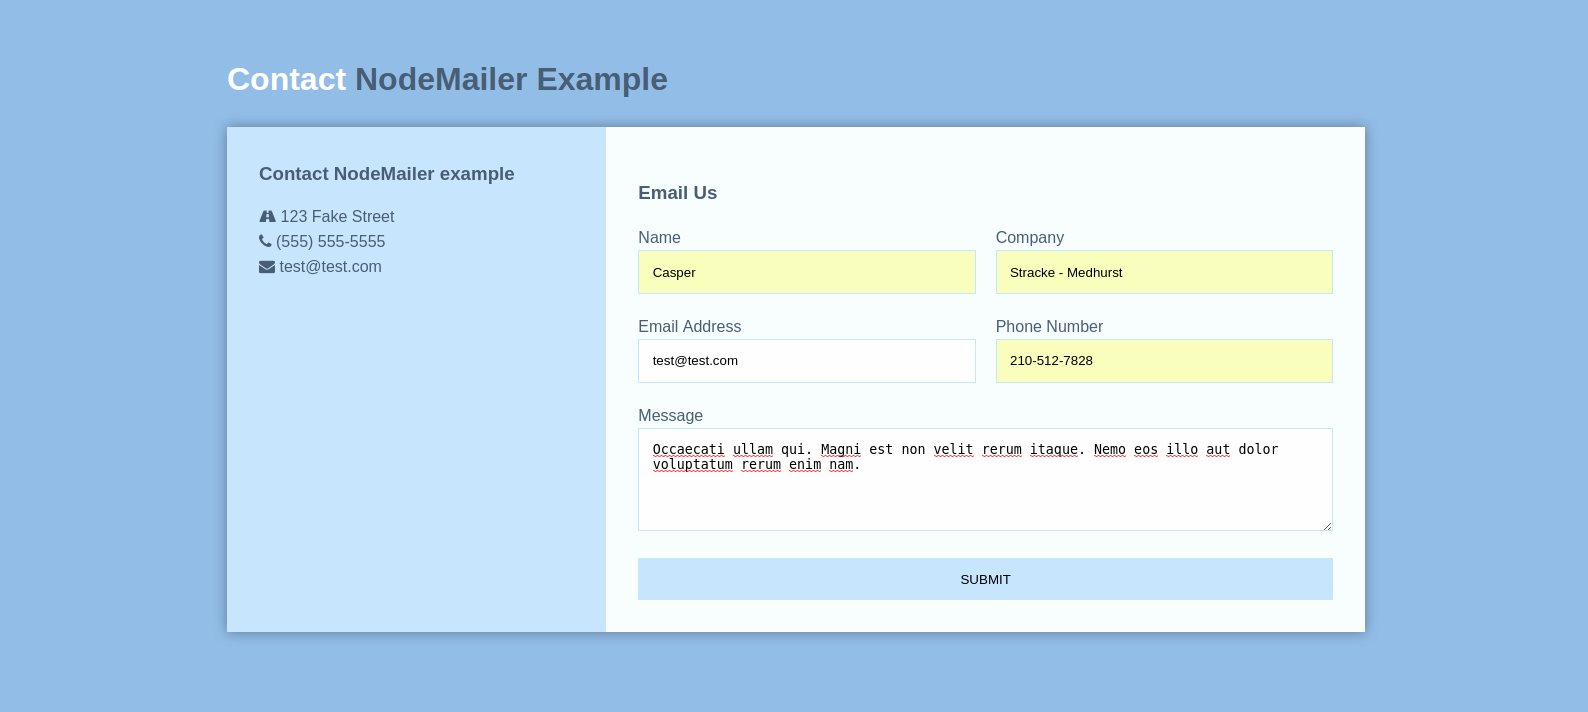 Contact NodeMailer Example
Contact NodeMailer example
123 Fake Street
(555) 555-5555
test@test.com
Email Us
Name
Company
Casper
Stracke - Medhurst
Email Address
Phone Number
test@test.com
210-512-7828
Message
Occaecati ullam qui. Magni est non velit rerum itaque. Nemo eos illo aut dolor
voluptatum rerum enim nam.
SUBMIT